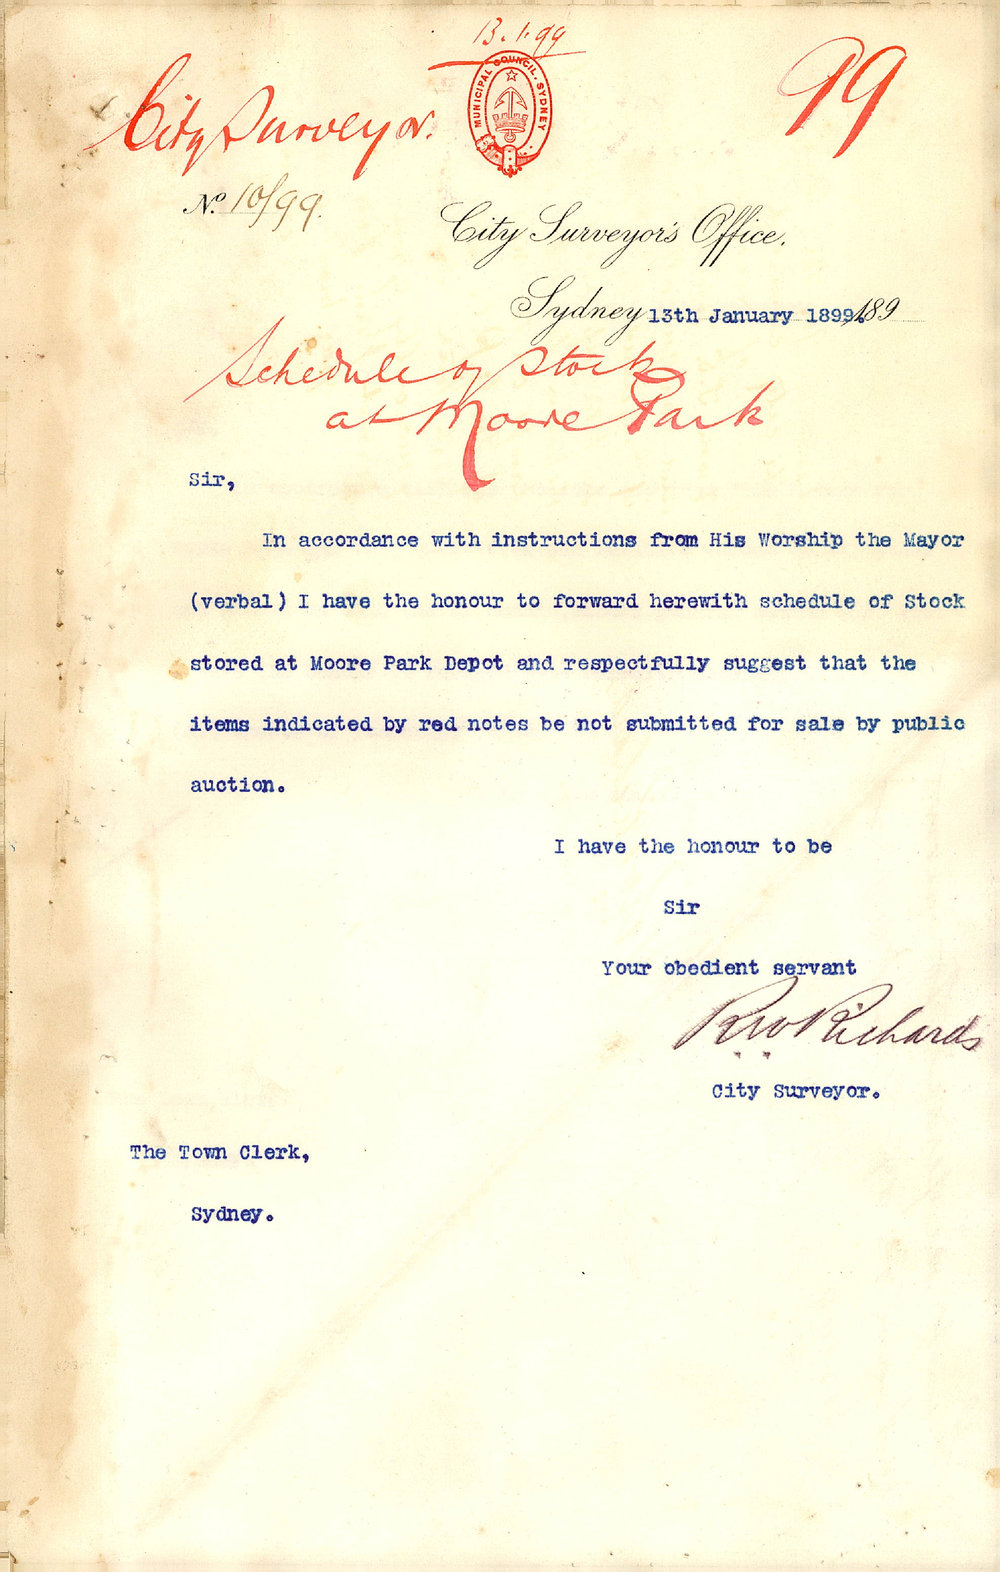 13.1.99
City Surveyor.
99
MUNICIPAL COUNCIL, SYDNEY
No. 10/99.
City Surveyor's Office.
Sydney 13th January 1899. 189
Schedule of Stock
at Moore Park
Sir,
In accordance with instructions from His Worship the Mayor
(verbal) I have the honour to forward herewith schedule of Stock
stored at Moore Park Depot and respectfully suggest that the
items indicated by red notes be not submitted for sale by public
auction.
I have the honour to be
Sir
Your obedient servant
RW Richards
City Surveyor.
The Town Clerk,
Sydney.